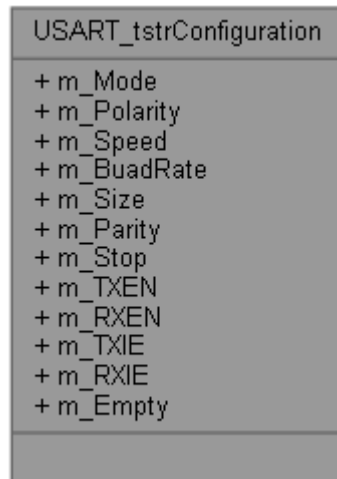 USART_tstrConfiguration
+ m_Mode
+ m_Polarity
+ m_Speed
+ m_BuadRate
+ m_Size
+ m_Parity
+ m_Stop
+ m_TXEN
+ m_RXEN
+ m_TXIE
+ m_RXIE
+ m_Empty